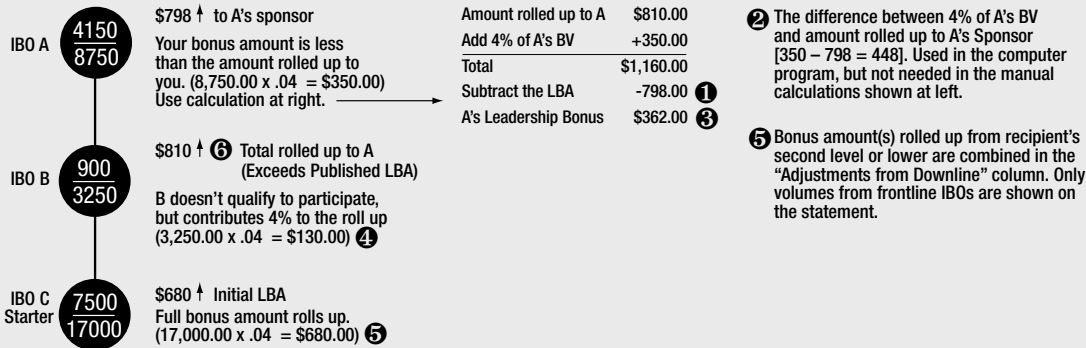 IBO A
4150
8750
$798 ↑ to A's sponsor
Your bonus amount is less
than the amount rolled up to
you. (8,750.00 x .04 = $350.00)
Use calculation at right.
Amount rolled up to A $810.00
Add 4% of A's BV +350.00
Total $1,160.00
Subtract the LBA -798.00 ❶
A's Leadership Bonus $362.00 ❸
❷ The difference between 4% of A's BV
and amount rolled up to A's Sponsor
[350 – 798 = 448]. Used in the computer
program, but not needed in the manual
calculations shown at left.
❺ Bonus amount(s) rolled up from recipient's
second level or lower are combined in the
“Adjustments from Downline” column. Only
volumes from frontline IBOs are shown on
the statement.
IBO B
900
3250
$810 ↑ ❻ Total rolled up to A
(Exceeds Published LBA)
B doesn't qualify to participate,
but contributes 4% to the roll up
(3,250.00 x .04 = $130.00) ❹
IBO C
Starter
7500
17000
$680 ↑ Initial LBA
Full bonus amount rolls up.
(17,000.00 x .04 = $680.00) ❺